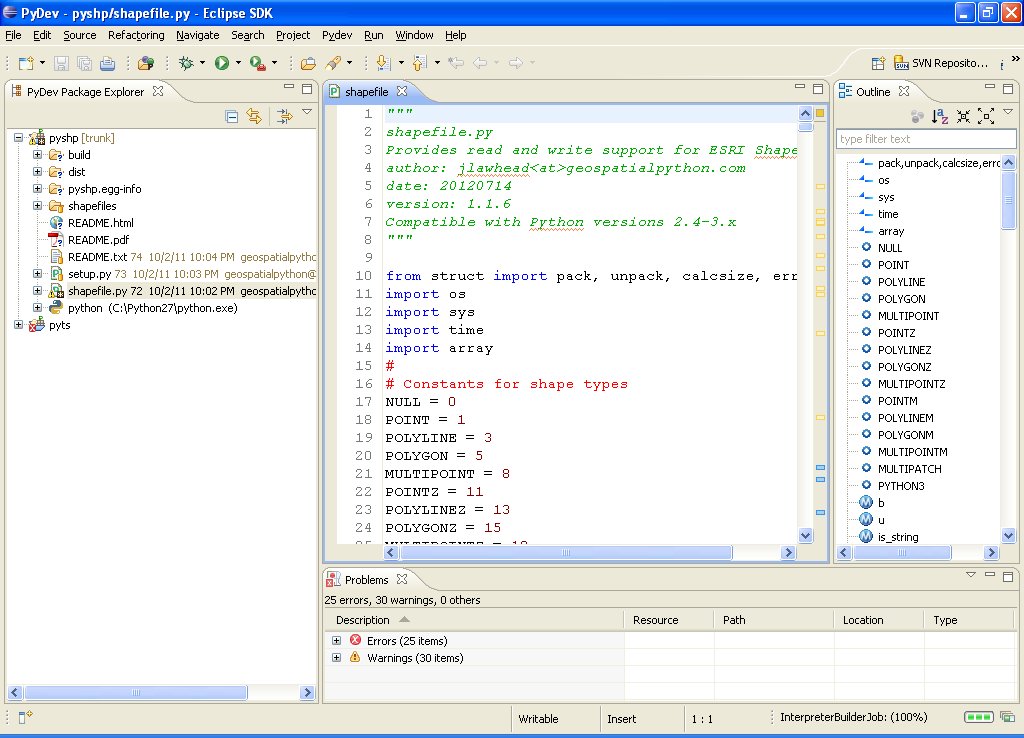 PyDev - pyshp/shapefile.py - Eclipse SDK
File Edit Source Refactoring Navigate Search Project Pydev Run Window Help
SVN Reposito...
PyDev Package Explorer
pyshp [trunk]
build
dist
pyshp.egg-info
shapefiles
README.html
README.pdf
README.txt 74 10/2/11 10:04 PM geospatialpytho
setup.py 73 10/2/11 10:03 PM geospatialpython@
shapefile.py 72 10/2/11 10:02 PM geospatialpytho
python (C:\Python27\python.exe)
pyts
shapefile
1 """
2 shapefile.py
3 Provides read and write support for ESRI Shape
4 author: jlawhead<at>geospatialpython.com
5 date: 20120714
6 version: 1.1.6
7 Compatible with Python versions 2.4-3.x
8 """
9
10 from struct import pack, unpack, calcsize, err
11 import os
12 import sys
13 import time
14 import array
15 #
16 # Constants for shape types
17 NULL = 0
18 POINT = 1
19 POLYLINE = 3
20 POLYGON = 5
21 MULTIPOINT = 8
22 POINTZ = 11
23 POLYLINEZ = 13
24 POLYGONZ = 15
Outline
type filter text
pack,unpack,calcsize,errc
os
sys
time
array
NULL
POINT
POLYLINE
POLYGON
MULTIPOINT
POINTZ
POLYLINEZ
POLYGONZ
MULTIPOINTZ
POINTM
POLYLINEM
POLYGONM
MULTIPOINTM
MULTIPATCH
PYTHON3
b
u
is_string
Problems
25 errors, 30 warnings, 0 others
Description Resource Path Location Type
Errors (25 items)
Warnings (30 items)
Writable Insert 1 : 1 InterpreterBuilderJob: (100%)